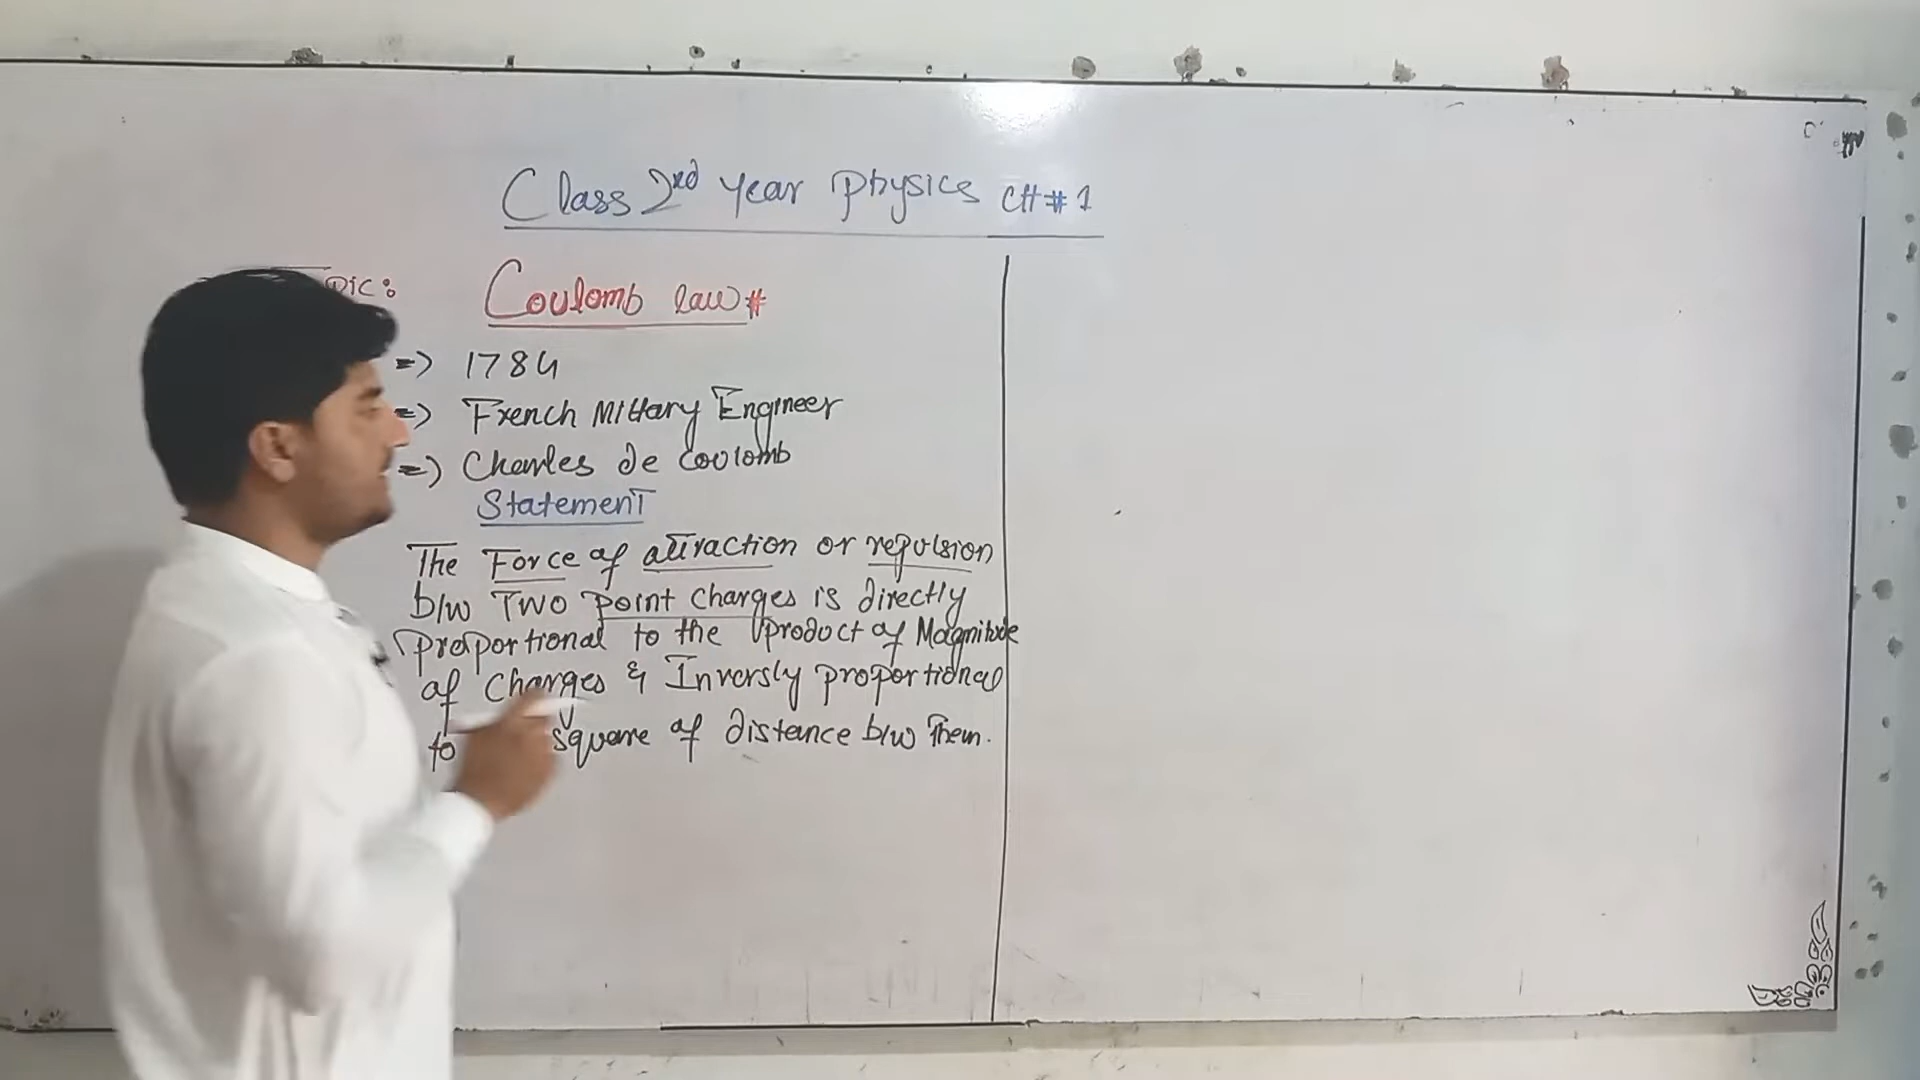 Class 2nd year physics CH # 1
pic:
Coulomb law #
=> 1784
=> French Military Engineer
=> Charles de Coulomb
Statement
The Force of attraction or repulsion
b/w Two point charges is directly
proportional to the product of Magnitude
of charges & Inversly proportional
to square of distance b/w Them.